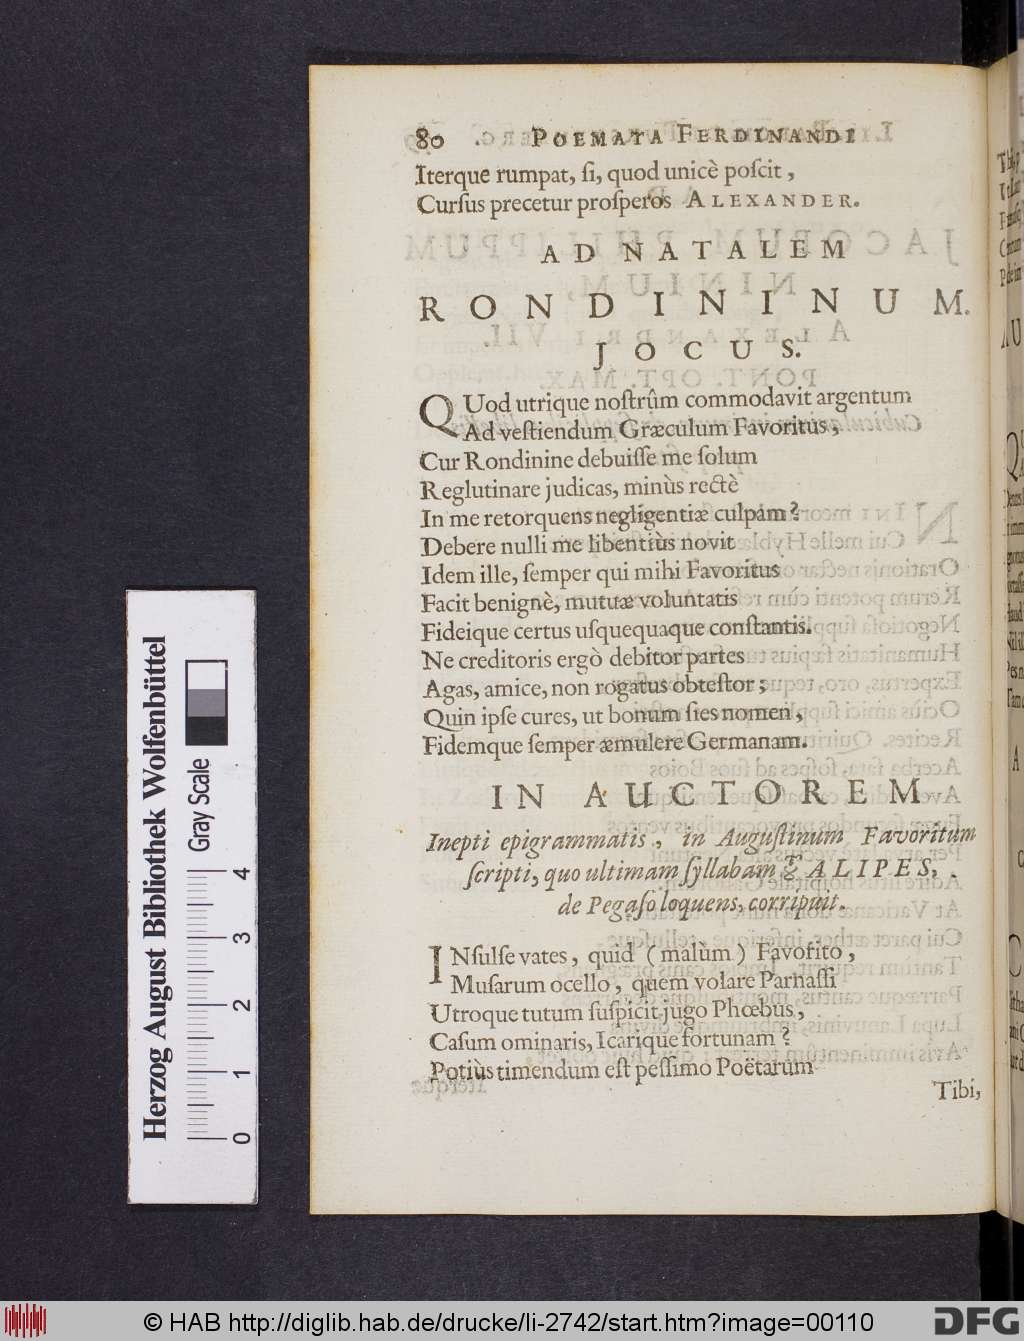 80 POEMATA FERDINANDI
Iterque rumpat, ſi, quod unicè poſcit,
Curſus precetur proſperos ALEXANDER.
AD NATALEM
RONDININUM.
JOCUS.
QUod utrique noſtrûm commodavit argentum
Ad veſtiendum Græculum Favoritus,
Cur Rondinine debuiſſe me ſolum
Reglutinare judicas, minùs rectè
In me retorquens negligentiæ culpam?
Debere nulli me libentiùs novit
Idem ille, ſemper qui mihi Favoritus
Facit benignè, mutuæ voluntatis
Fideique certus uſquequaque conſtantis.
Ne creditoris ergò debitor partes
Agas, amice, non rogatus obteſtor;
Quin ipſe cures, ut bonum ſies nomen,
Fidemque ſemper æmulere Germanam.
IN AUCTOREM
Inepti epigrammatis, in Auguſtinum Favoritum
ſcripti, quo ultimam ſyllabam & ALIPES,
de Pegaſo loquens, corripuit.
INſulſe vates, quid (malùm) Favorito,
Muſarum ocello, quem volare Parnaſſi
Utroque tutum ſuſpicit jugo Phœbus,
Caſum ominaris, Icarique fortunam?
Potiùs timendum eſt peſſimo Poëtarum
Tibi,
Herzog August Bibliothek Wolfenbüttel
Gray Scale
0 1 2 3 4
© HAB http://diglib.hab.de/drucke/li-2742/start.htm?image=00110
DFG